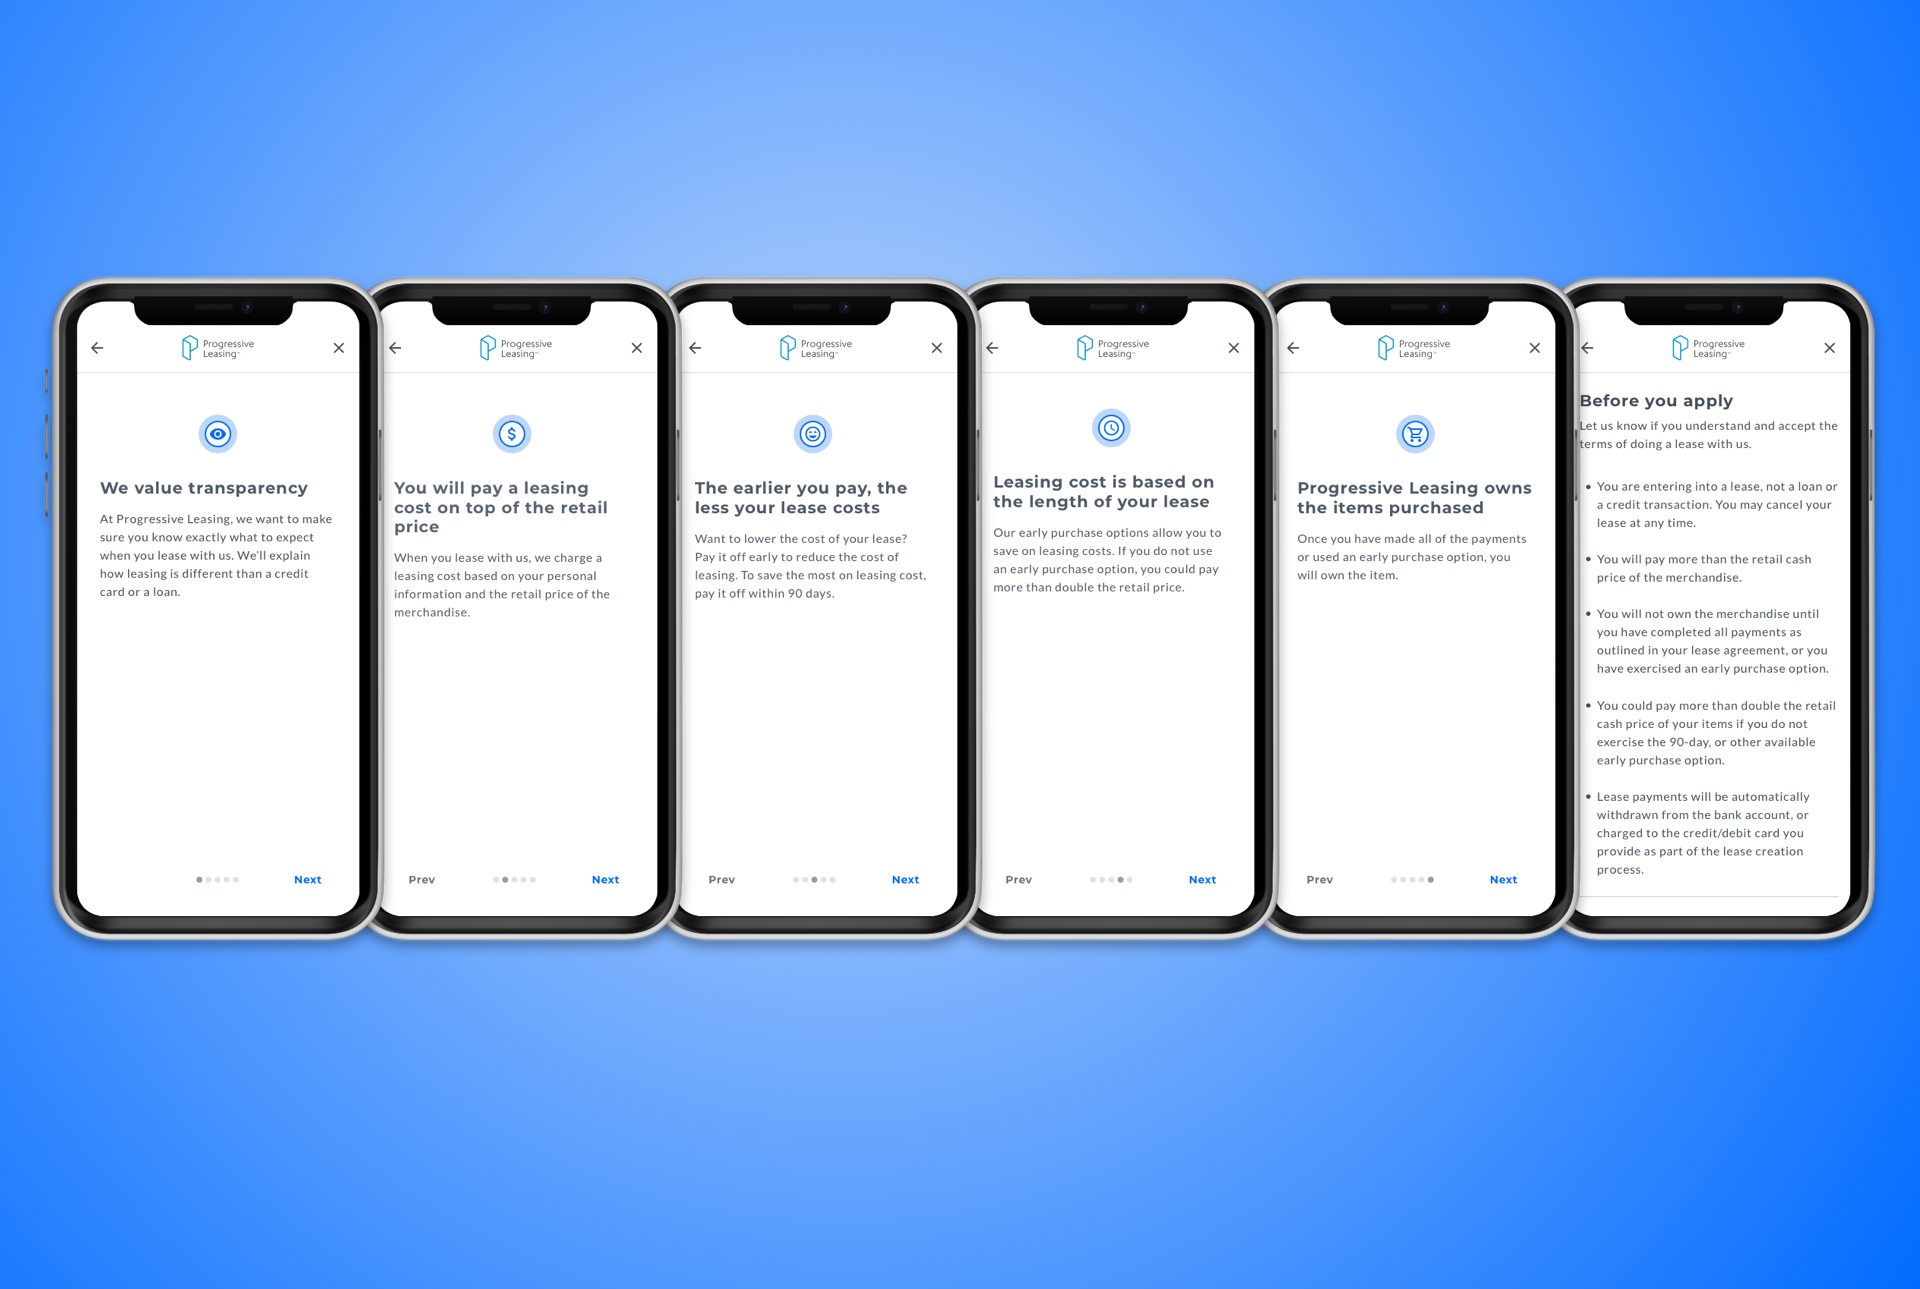 Progressive
Leasing
We value transparency
At Progressive Leasing, we want to make
sure you know exactly what to expect
when you lease with us. We'll explain
how leasing is different than a credit
card or a loan.
Next
Progressive
Leasing
You will pay a leasing
cost on top of the retail
price
When you lease with us, we charge a
leasing cost based on your personal
information and the retail price of the
merchandise.
Prev
Next
Progressive
Leasing
The earlier you pay, the
less your lease costs
Want to lower the cost of your lease?
Pay it off early to reduce the cost of
leasing. To save the most on leasing cost,
pay it off within 90 days.
Prev
Next
Progressive
Leasing
Leasing cost is based on
the length of your lease
Our early purchase options allow you to
save on leasing costs. If you do not use
an early purchase option, you could pay
more than double the retail price.
Prev
Next
Progressive
Leasing
Progressive Leasing owns
the items purchased
Once you have made all of the payments
or used an early purchase option, you
will own the item.
Prev
Next
Progressive
Leasing
Before you apply
Let us know if you understand and accept the
terms of doing a lease with us.
• You are entering into a lease, not a loan or
a credit transaction. You may cancel your
lease at any time.
• You will pay more than the retail cash
price of the merchandise.
• You will not own the merchandise until
you have completed all payments as
outlined in your lease agreement, or you
have exercised an early purchase option.
• You could pay more than double the retail
cash price of your items if you do not
exercise the 90-day, or other available
early purchase option.
• Lease payments will be automatically
withdrawn from the bank account, or
charged to the credit/debit card you
provide as part of the lease creation
process.